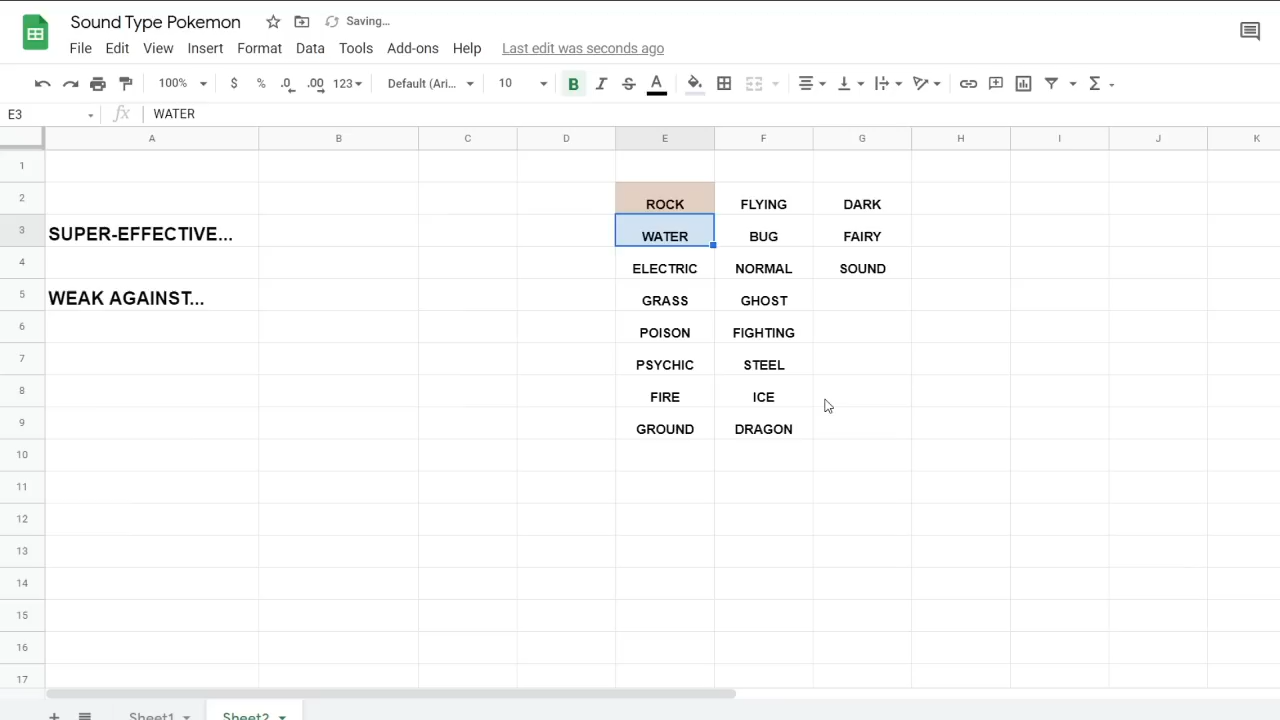 Sound Type Pokemon Saving...
File Edit View Insert Format Data Tools Add-ons Help Last edit was seconds ago
100% $ % .0 .00 123 Default (Ari... 10 B I S A Σ
E3 fx WATER
A B C D E F G H I J K
1
2 ROCK FLYING DARK
3 SUPER-EFFECTIVE... WATER BUG FAIRY
4 ELECTRIC NORMAL SOUND
5 WEAK AGAINST... GRASS GHOST
6 POISON FIGHTING
7 PSYCHIC STEEL
8 FIRE ICE
9 GROUND DRAGON
10
11
12
13
14
15
16
17
+ Sheet1 Sheet2